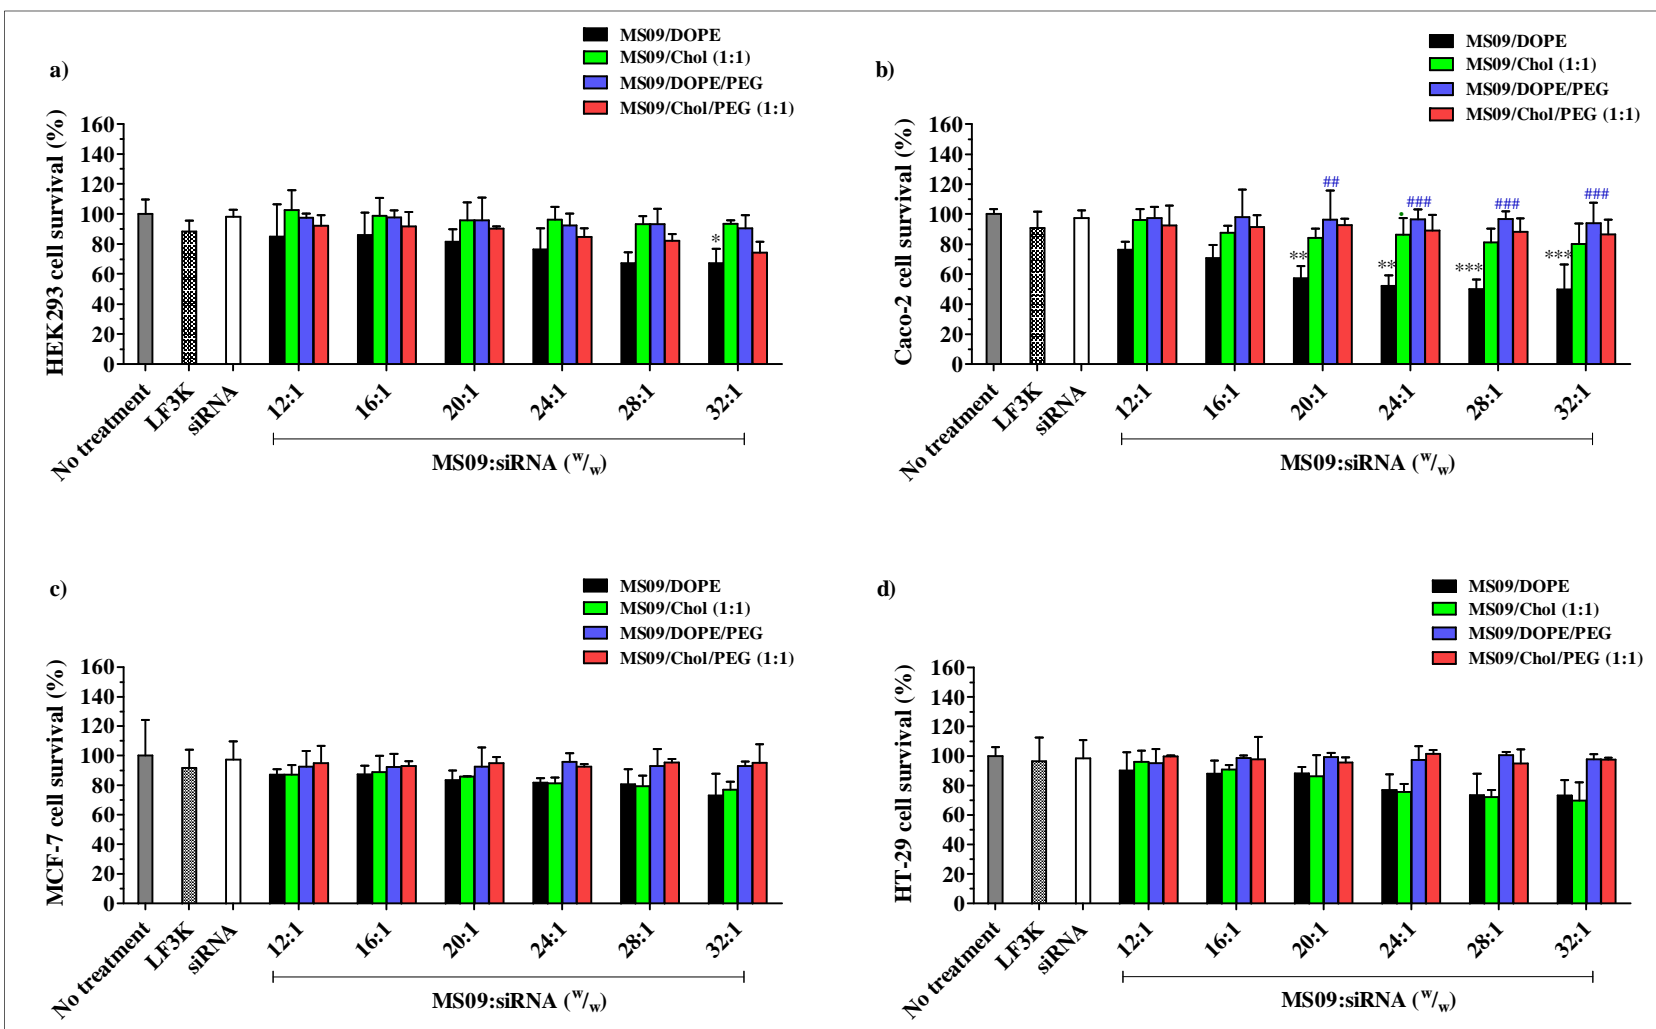 a)
MS09/DOPE
MS09/Chol (1:1)
MS09/DOPE/PEG
MS09/Chol/PEG (1:1)
HEK293 cell survival (%)
160
140
120
100
80
60
40
20
0
*
No treatment
LF3K
siRNA
12:1
16:1
20:1
24:1
28:1
32:1
MS09:siRNA (w/w)
b)
MS09/DOPE
MS09/Chol (1:1)
MS09/DOPE/PEG
MS09/Chol/PEG (1:1)
Caco-2 cell survival (%)
160
140
120
100
80
60
40
20
0
** ##
** ###
*** ###
*** ###
No treatment
LF3K
siRNA
12:1
16:1
20:1
24:1
28:1
32:1
MS09:siRNA (w/w)
c)
MS09/DOPE
MS09/Chol (1:1)
MS09/DOPE/PEG
MS09/Chol/PEG (1:1)
MCF-7 cell survival (%)
160
140
120
100
80
60
40
20
0
No treatment
LF3K
siRNA
12:1
16:1
20:1
24:1
28:1
32:1
MS09:siRNA (w/w)
d)
MS09/DOPE
MS09/Chol (1:1)
MS09/DOPE/PEG
MS09/Chol/PEG (1:1)
HT-29 cell survival (%)
160
140
120
100
80
60
40
20
0
No treatment
LF3K
siRNA
12:1
16:1
20:1
24:1
28:1
32:1
MS09:siRNA (w/w)